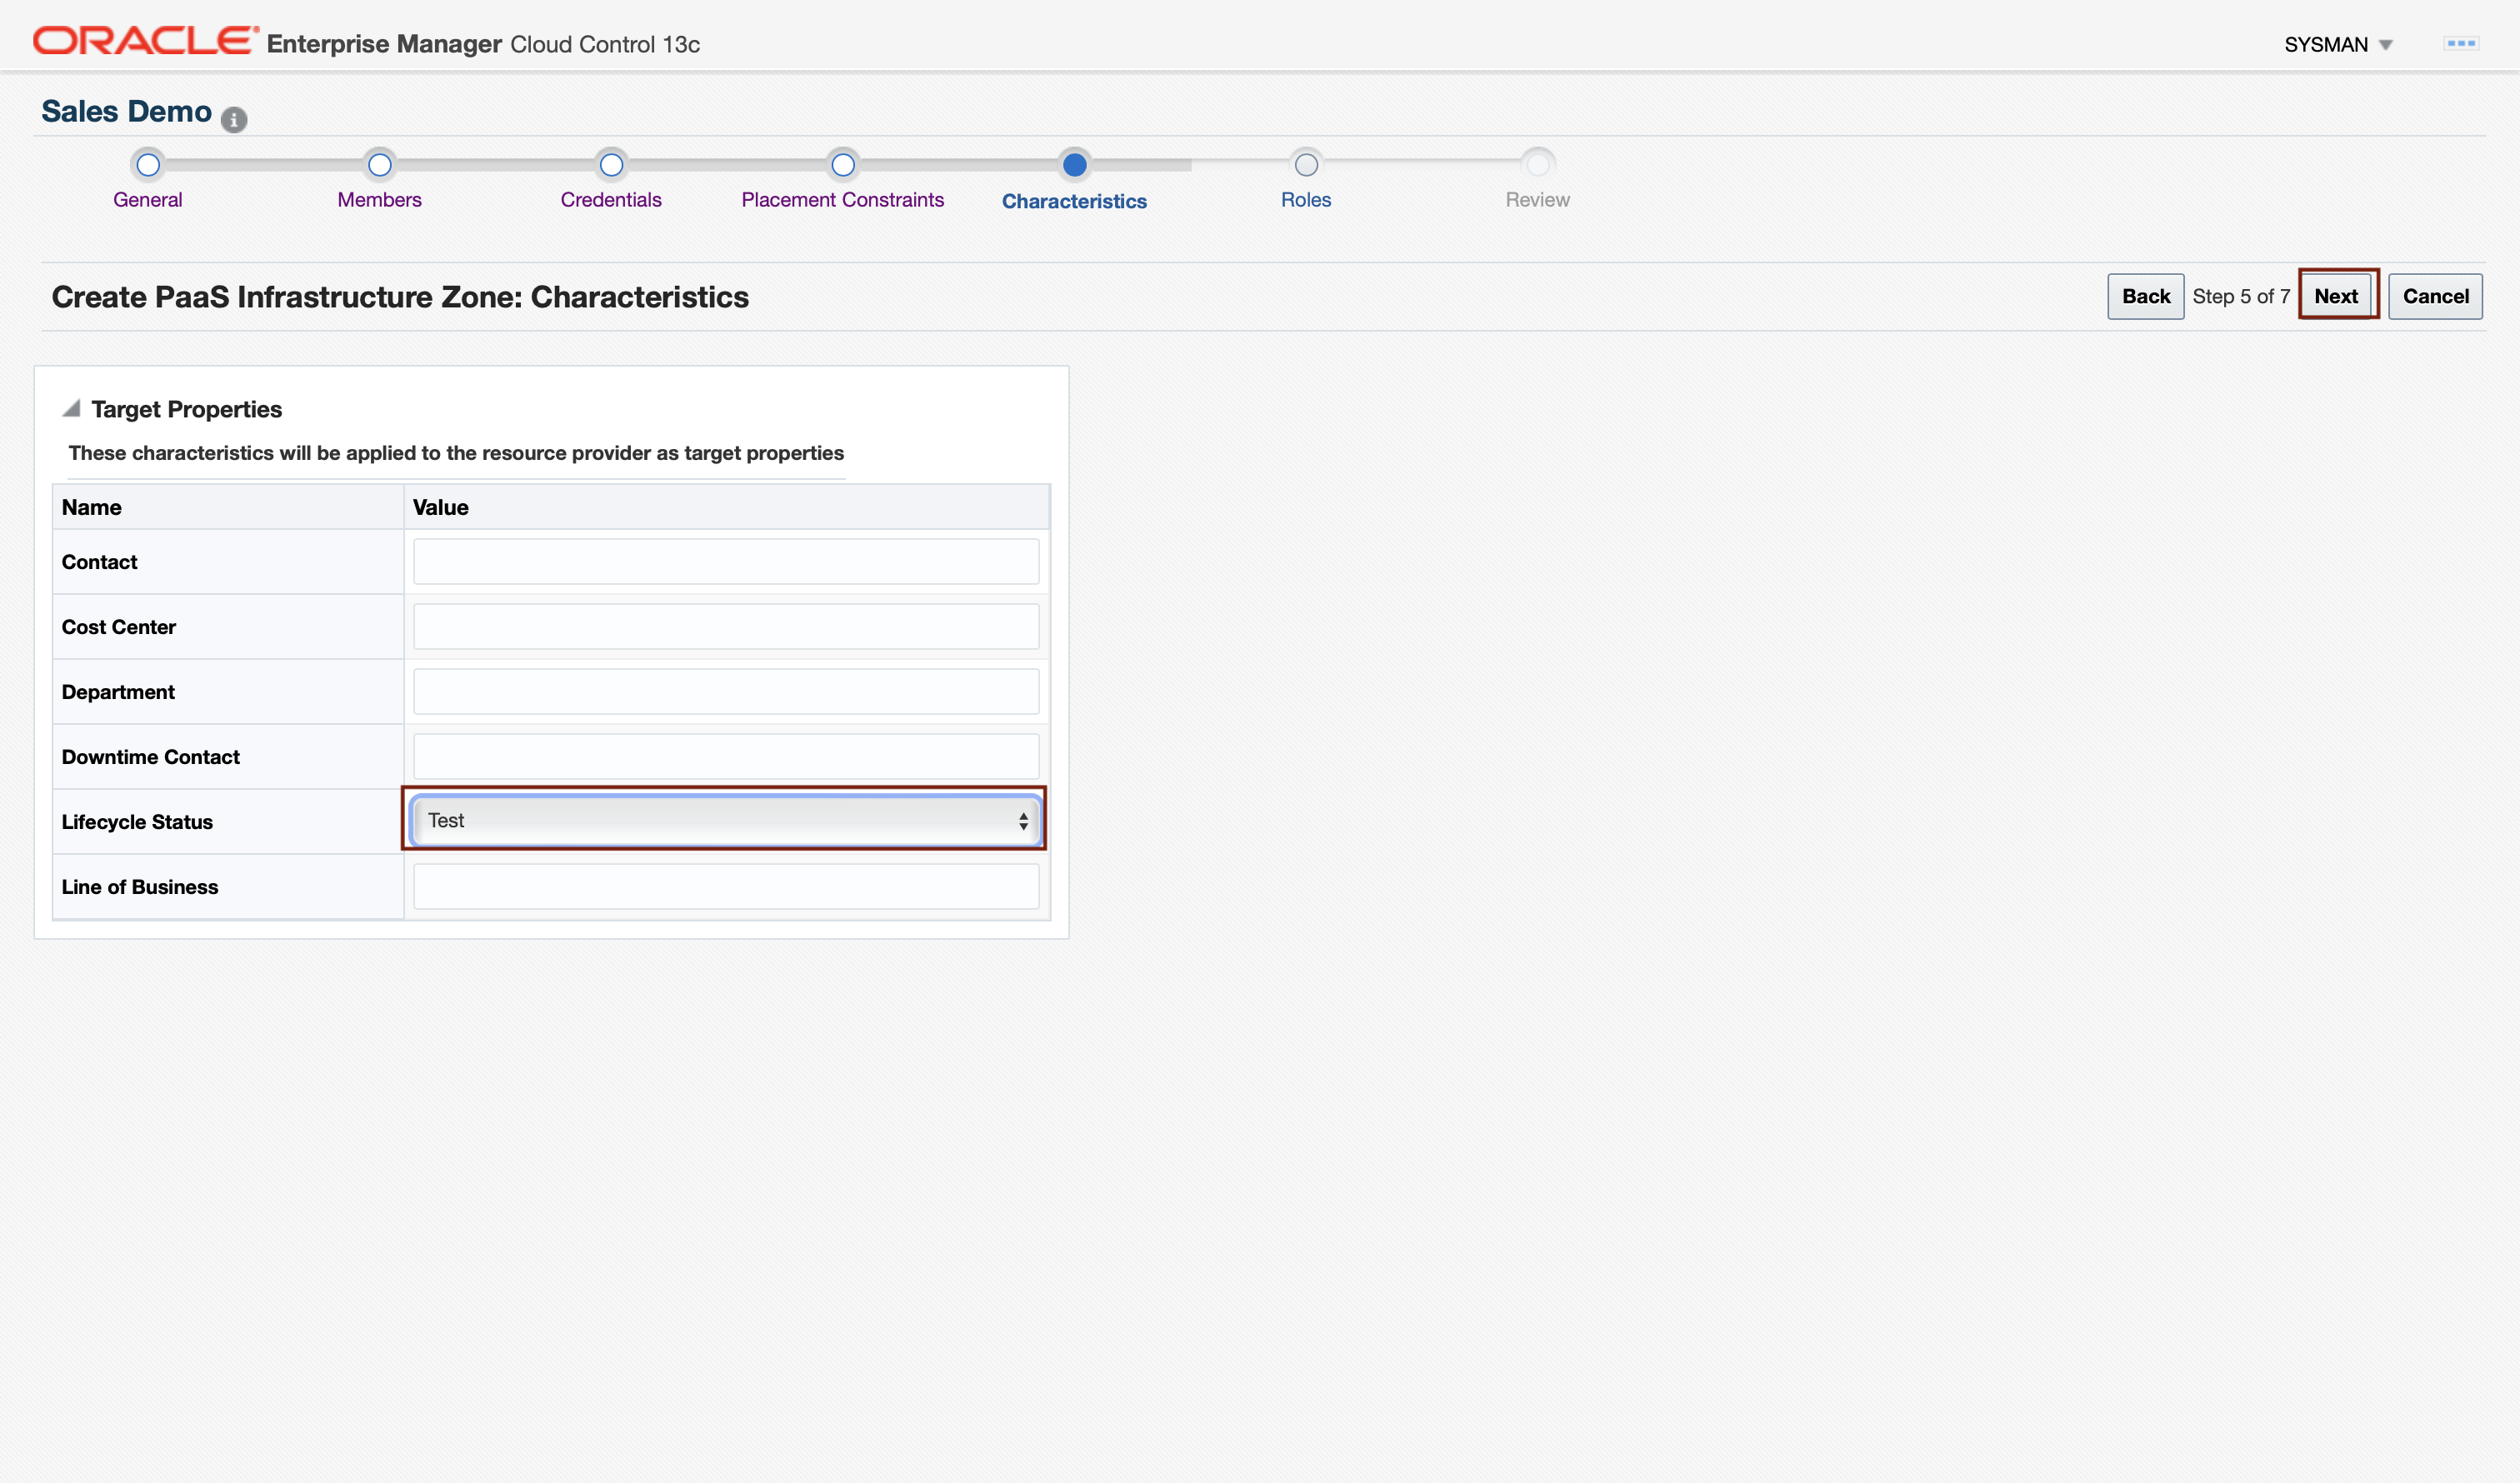 ORACLE Enterprise Manager Cloud Control 13c SYSMAN
Sales Demo
General Members Credentials Placement Constraints Characteristics Roles Review
Create PaaS Infrastructure Zone: Characteristics Back Step 5 of 7 Next Cancel
Target Properties
These characteristics will be applied to the resource provider as target properties
Name Value
Contact
Cost Center
Department
Downtime Contact
Lifecycle Status Test
Line of Business